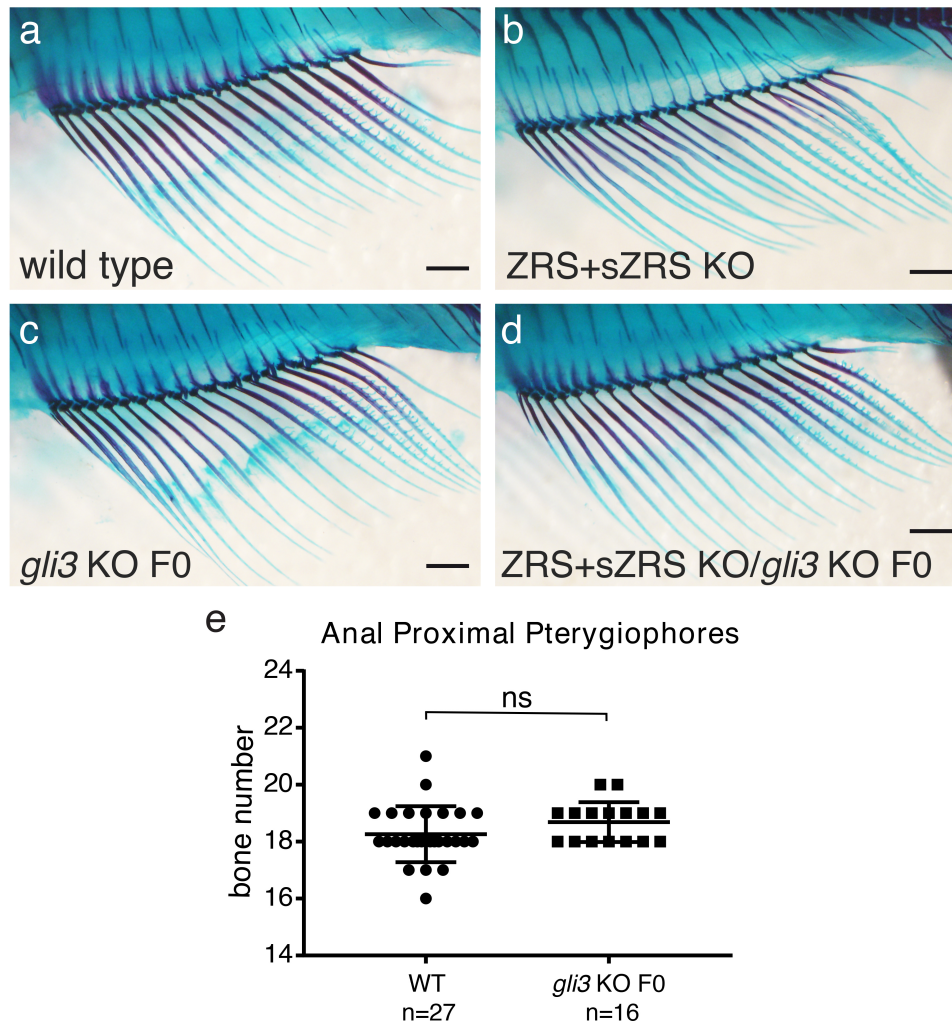 a
wild type
b
ZRS+sZRS KO
c
gli3 KO F0
d
ZRS+sZRS KO/gli3 KO F0
e
Anal Proximal Pterygiophores
bone number
24
22
20
18
16
14
ns
WT
n=27
gli3 KO F0
n=16